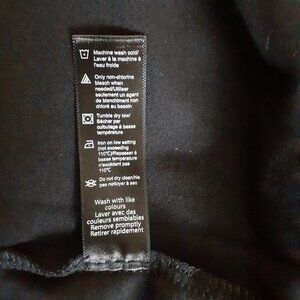 Machine wash cold/
Laver à la machine à
l'eau froide
Only non-chlorine
bleach when
needed/Utiliser
seulement un agent
de blanchiment non
chloré au besoin
Tumble dry low/
Sécher par
culbutage à basse
température
Iron on low setting
(not exceeding
110°C)/Repasser à
basse température
n'excédant pas
110°C
Do not dry clean/Ne
pas nettoyer à sec
Wash with like
colours
Laver avec des
couleurs semblables
Remove promptly
Retirer rapidement